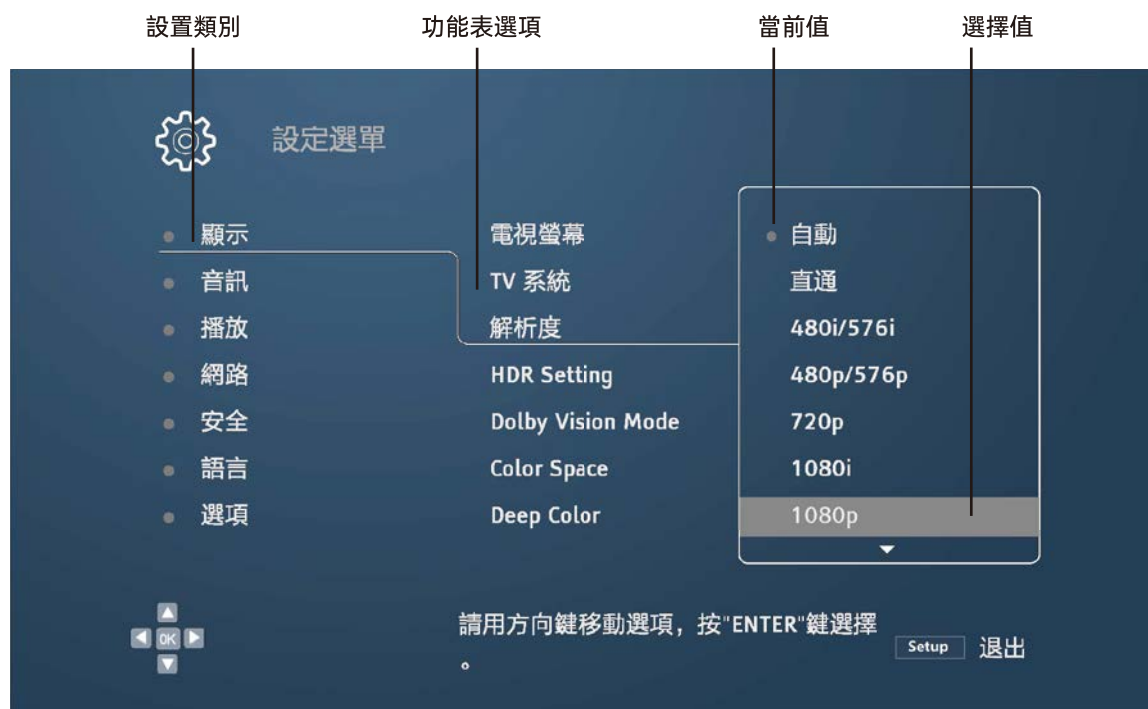 設置類別 功能表選項 當前值 選擇值
設定選單
顯示 電視螢幕 自動
音訊 TV 系統 直通
播放 解析度 480i/576i
網路 HDR Setting 480p/576p
安全 Dolby Vision Mode 720p
語言 Color Space 1080i
選項 Deep Color 1080p
OK
請用方向鍵移動選項，按"ENTER"鍵選擇
。
Setup 退出